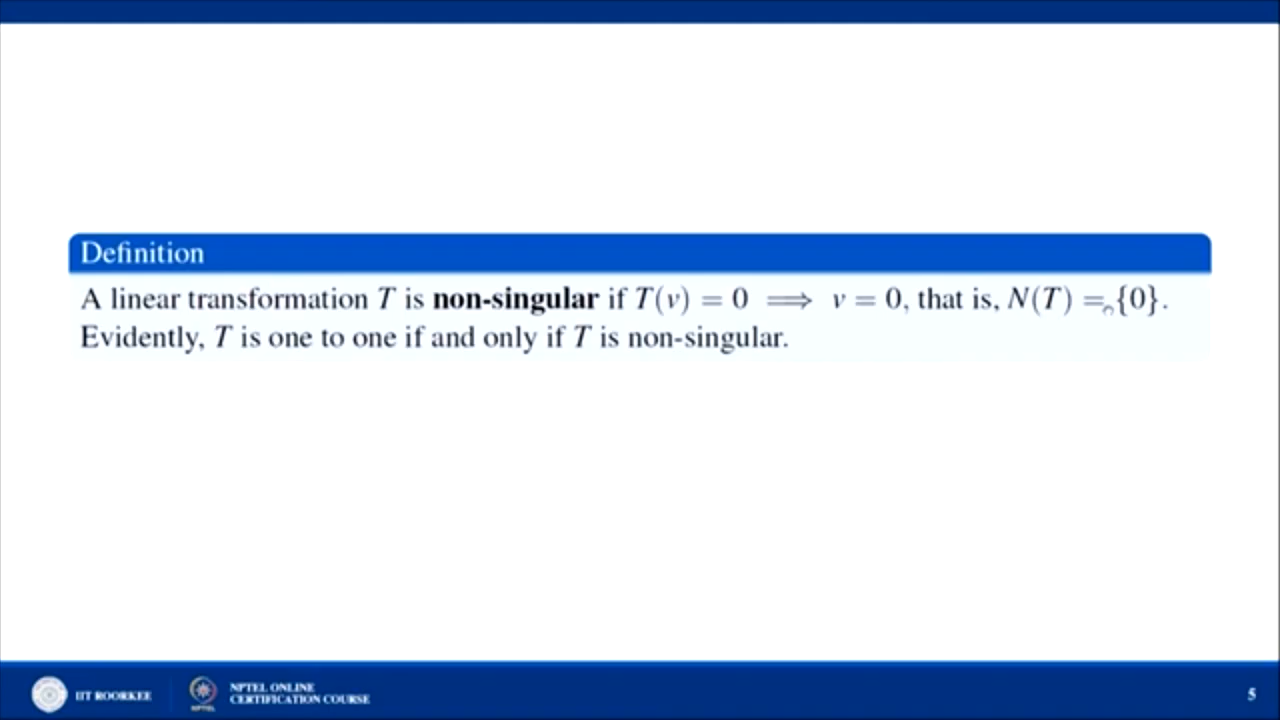 Definition
A linear transformation T is non-singular if T(v) = 0 ⟹ v = 0, that is, N(T) = {0}.
Evidently, T is one to one if and only if T is non-singular.
IIT ROORKEE
NPTEL
NPTEL ONLINE
CERTIFICATION COURSE
5